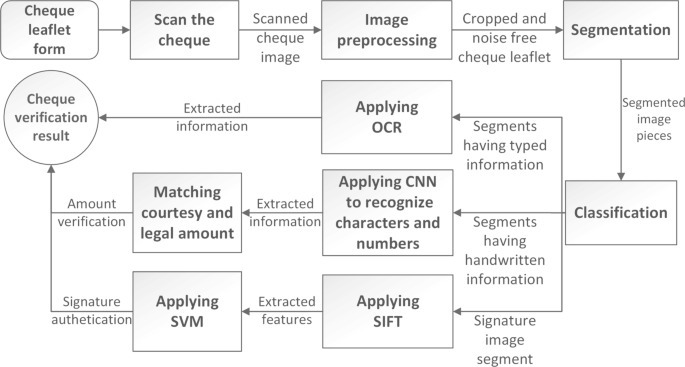 Cheque
leaflet
form
Scan the
cheque
Scanned
cheque
image
Image
preprocessing
Cropped and
noise free
cheque leaflet
Segmentation
Segmented
image
pieces
Cheque
verification
result
Extracted
information
Applying
OCR
Segments
having typed
information
Amount
verification
Matching
courtesy and
legal amount
Extracted
information
Applying CNN
to recognize
characters and
numbers
Segments
having
handwritten
information
Classification
Signature
authetication
Applying
SVM
Extracted
features
Applying
SIFT
Signature
image
segment